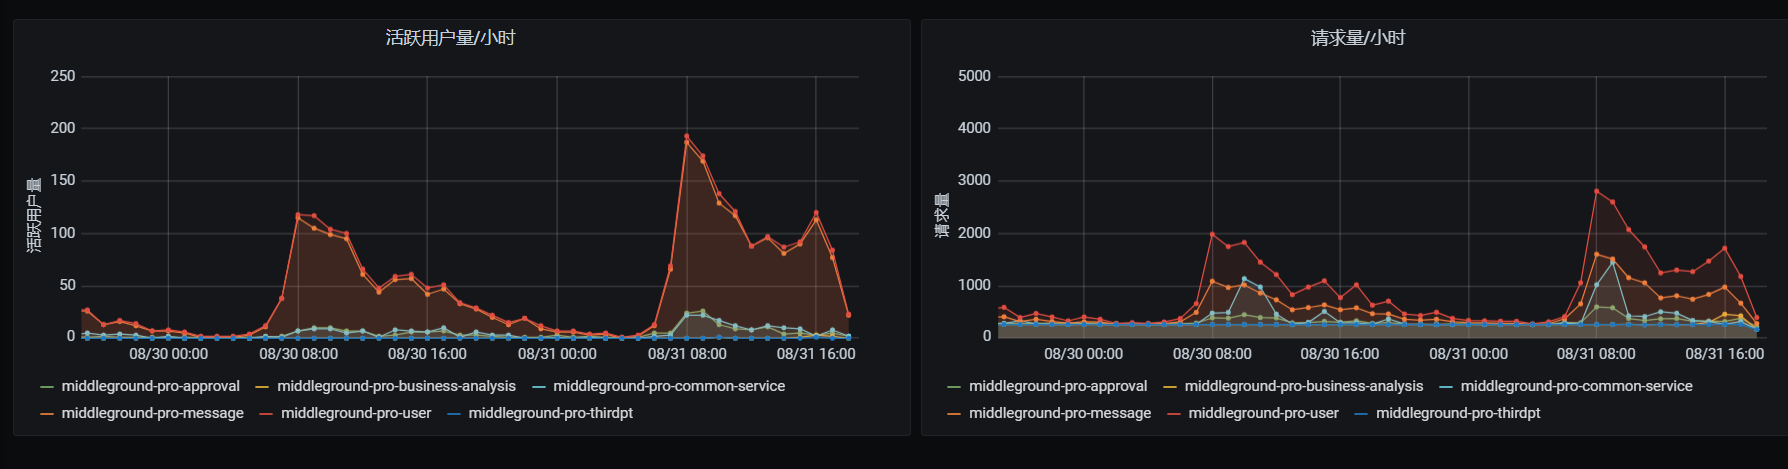 活跃用户量/小时
250
200
150
100
50
0
活跃用户量
08/30 00:00 08/30 08:00 08/30 16:00 08/31 00:00 08/31 08:00 08/31 16:00
middleground-pro-approval middleground-pro-business-analysis middleground-pro-common-service
middleground-pro-message middleground-pro-user middleground-pro-thirdpt
请求量/小时
5000
4000
3000
2000
1000
0
请求量
08/30 00:00 08/30 08:00 08/30 16:00 08/31 00:00 08/31 08:00 08/31 16:00
middleground-pro-approval middleground-pro-business-analysis middleground-pro-common-service
middleground-pro-message middleground-pro-user middleground-pro-thirdpt